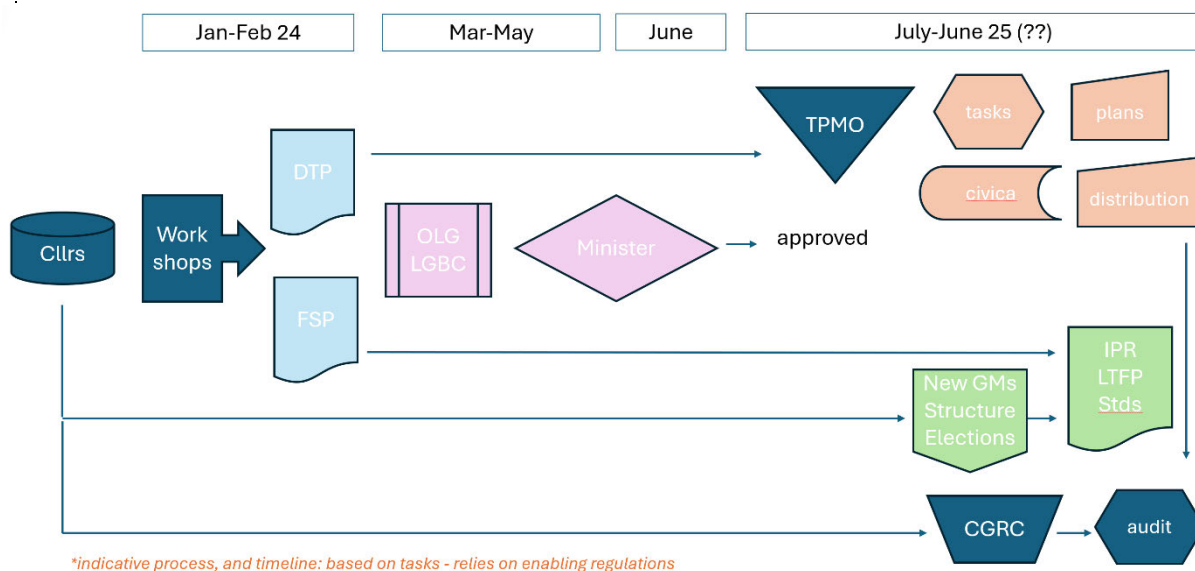 Jan-Feb 24
Mar-May
June
July-June 25 (??)
TPMO
tasks
plans
DTP
civica
distribution
Cllrs
Work
shops
OLG
LGBC
Minister
approved
FSP
IPR
LTFP
Stds
New GMs
Structure
Elections
CGRC
audit
*indicative process, and timeline: based on tasks - relies on enabling regulations